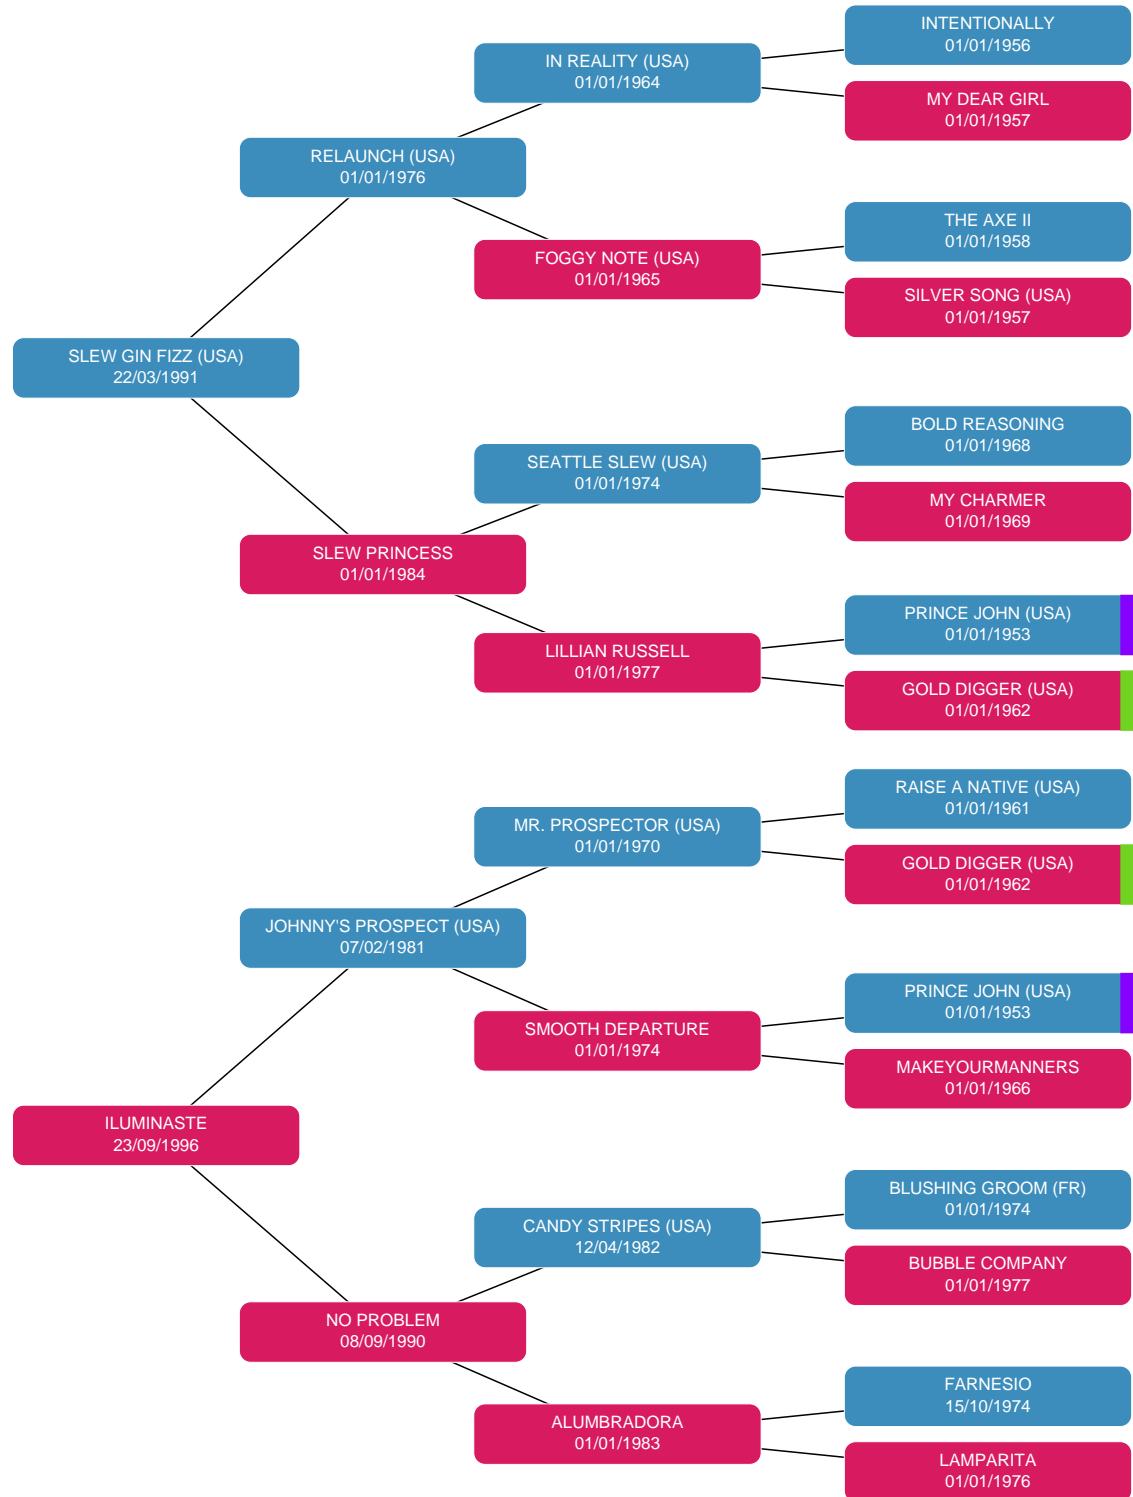 INTENTIONALLY
01/01/1956
IN REALITY (USA)
01/01/1964
MY DEAR GIRL
01/01/1957
RELAUNCH (USA)
01/01/1976
THE AXE II
01/01/1958
FOGGY NOTE (USA)
01/01/1965
SILVER SONG (USA)
01/01/1957
SLEW GIN FIZZ (USA)
22/03/1991
BOLD REASONING
01/01/1968
SEATTLE SLEW (USA)
01/01/1974
MY CHARMER
01/01/1969
SLEW PRINCESS
01/01/1984
PRINCE JOHN (USA)
01/01/1953
LILLIAN RUSSELL
01/01/1977
GOLD DIGGER (USA)
01/01/1962
RAISE A NATIVE (USA)
01/01/1961
MR. PROSPECTOR (USA)
01/01/1970
GOLD DIGGER (USA)
01/01/1962
JOHNNY'S PROSPECT (USA)
07/02/1981
PRINCE JOHN (USA)
01/01/1953
SMOOTH DEPARTURE
01/01/1974
MAKEYOURMANNERS
01/01/1966
ILUMINASTE
23/09/1996
BLUSHING GROOM (FR)
01/01/1974
CANDY STRIPES (USA)
12/04/1982
BUBBLE COMPANY
01/01/1977
NO PROBLEM
08/09/1990
FARNESIO
15/10/1974
ALUMBRADORA
01/01/1983
LAMPARITA
01/01/1976